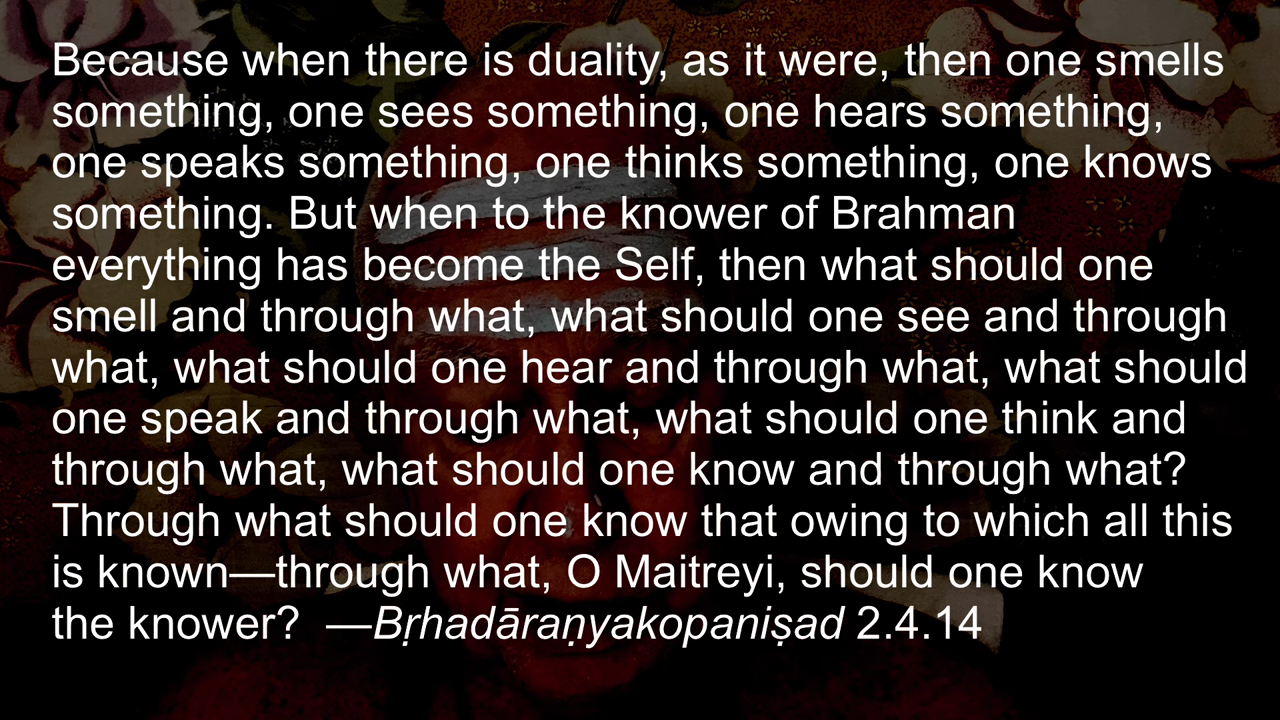 Because when there is duality, as it were, then one smells
something, one sees something, one hears something,
one speaks something, one thinks something, one knows
something. But when to the knower of Brahman
everything has become the Self, then what should one
smell and through what, what should one see and through
what, what should one hear and through what, what should
one speak and through what, what should one think and
through what, what should one know and through what?
Through what should one know that owing to which all this
is known—through what, O Maitreyi, should one know
the knower? —Bṛhadāraṇyakopaniṣad 2.4.14